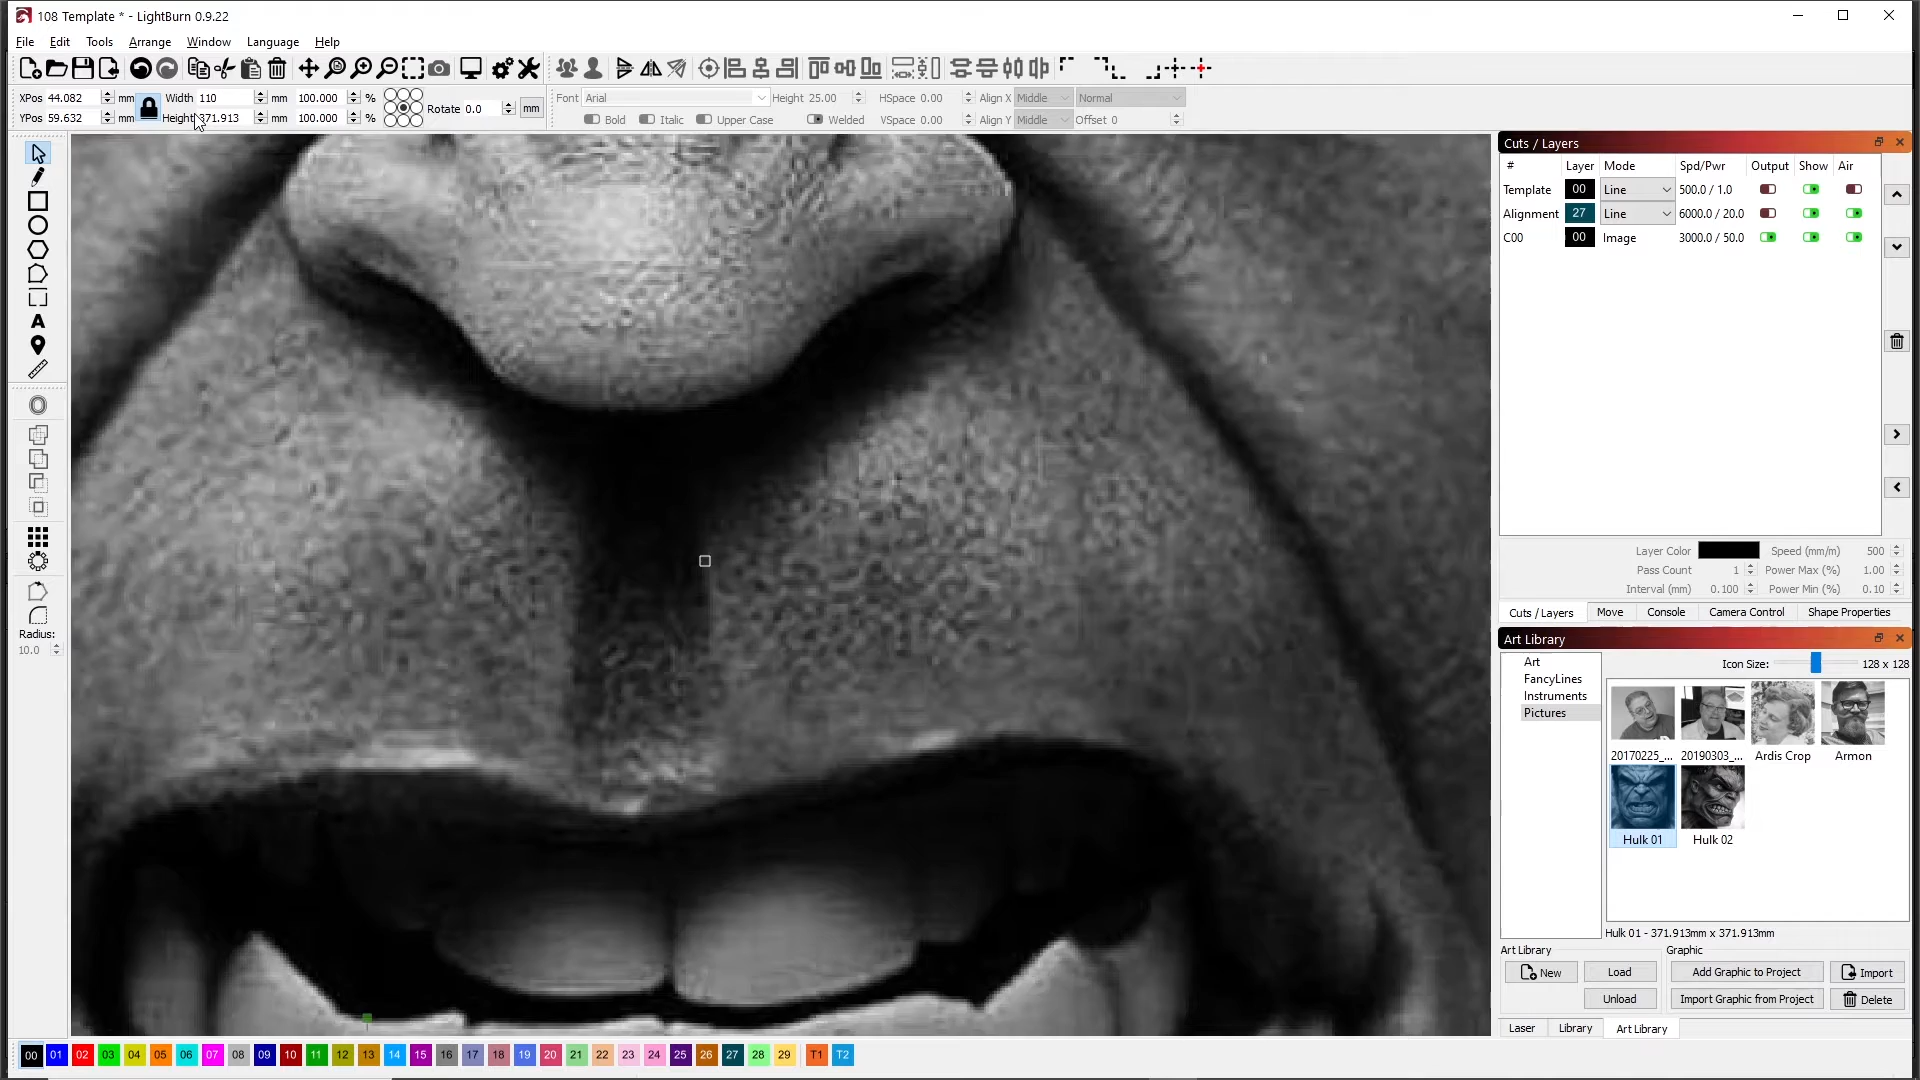 108 Template * - LightBurn 0.9.22
File Edit Tools Arrange Window Language Help
XPos 44.082 mm Width 110 mm 100.000 % Rotate 0.0 mm Font Arial Height 25.00 HSpace 0.00 Align X Middle Normal
YPos 59.632 mm Height 371.913 mm 100.000 % Bold Italic Upper Case Welded VSpace 0.00 Align Y Middle Offset 0
Cuts / Layers
# Layer Mode Spd/Pwr Output Show Air
Template 00 Line 500.0 / 1.0
Alignment 27 Line 6000.0 / 20.0
C00 00 Image 3000.0 / 50.0
Layer Color Speed (mm/m) 500
Pass Count 1 Power Max (%) 1.00
Interval (mm) 0.100 Power Min (%) 0.10
Cuts / Layers Move Console Camera Control Shape Properties
Radius:
10.0
Art Library
Art
FancyLines
Instruments
Pictures
Icon Size: 128 x 128
20170225_... 20190303_... Ardis Crop Armon
Hulk 01 Hulk 02
Hulk 01 - 371.913mm x 371.913mm
Art Library Graphic
New Load Add Graphic to Project Import
Unload Import Graphic from Project Delete
Laser Library Art Library
00 01 02 03 04 05 06 07 08 09 10 11 12 13 14 15 16 17 18 19 20 21 22 23 24 25 26 27 28 29 T1 T2